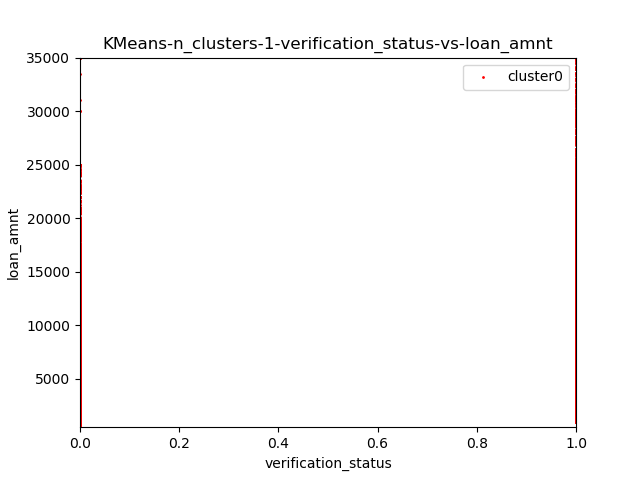 KMeans-n_clusters-1-verification_status-vs-loan_amnt
cluster0
35000
30000
25000
20000
15000
10000
5000
loan_amnt
0.0 0.2 0.4 0.6 0.8 1.0
verification_status